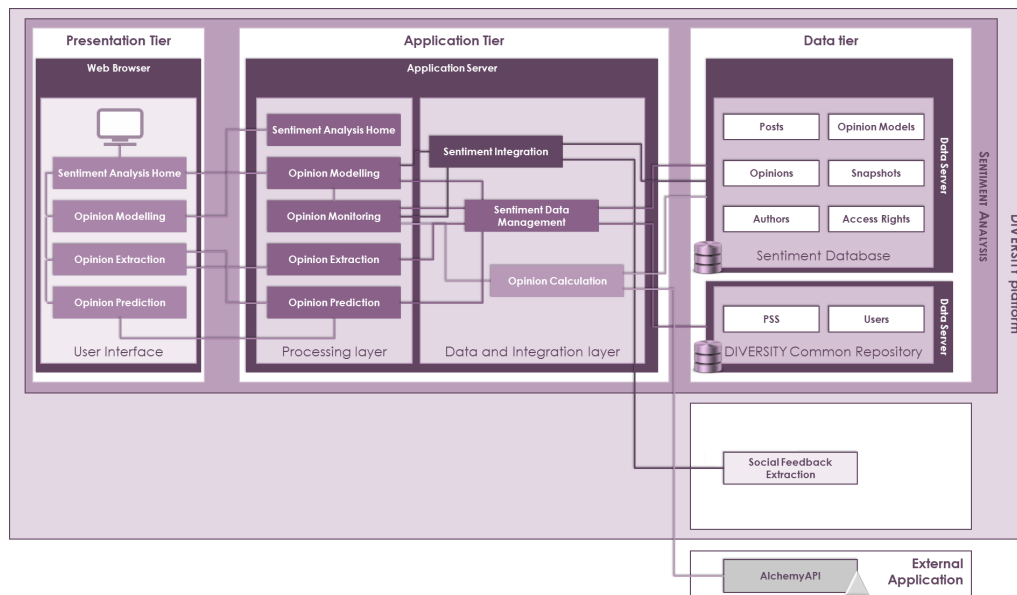 Presentation Tier
Application Tier
Data tier
Web Browser
Application Server
Sentiment Analysis Home
Opinion Modelling
Opinion Extraction
Opinion Prediction
User Interface
Sentiment Analysis Home
Opinion Modelling
Opinion Monitoring
Opinion Extraction
Opinion Prediction
Processing layer
Sentiment Integration
Sentiment Data
Management
Opinion Calculation
Data and Integration layer
Posts
Opinion Models
Opinions
Snapshots
Authors
Access Rights
Sentiment Database
Data Server
PSS
Users
DIVERSITY Common Repository
Data Server
SENTIMENT ANALYSIS
DIVERSITY platform
Social Feedback
Extraction
AlchemyAPI
External
Application